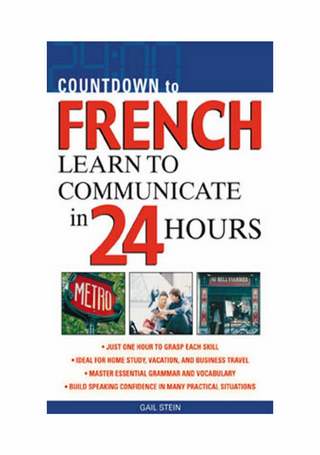 24:00
COUNTDOWN to
FRENCH
LEARN TO
COMMUNICATE
in 24 HOURS
METRO
• JUST ONE HOUR TO GRASP EACH SKILL
• IDEAL FOR HOME STUDY, VACATION, AND BUSINESS TRAVEL
• MASTER ESSENTIAL GRAMMAR AND VOCABULARY
• BUILD SPEAKING CONFIDENCE IN MANY PRACTICAL SITUATIONS
GAIL STEIN